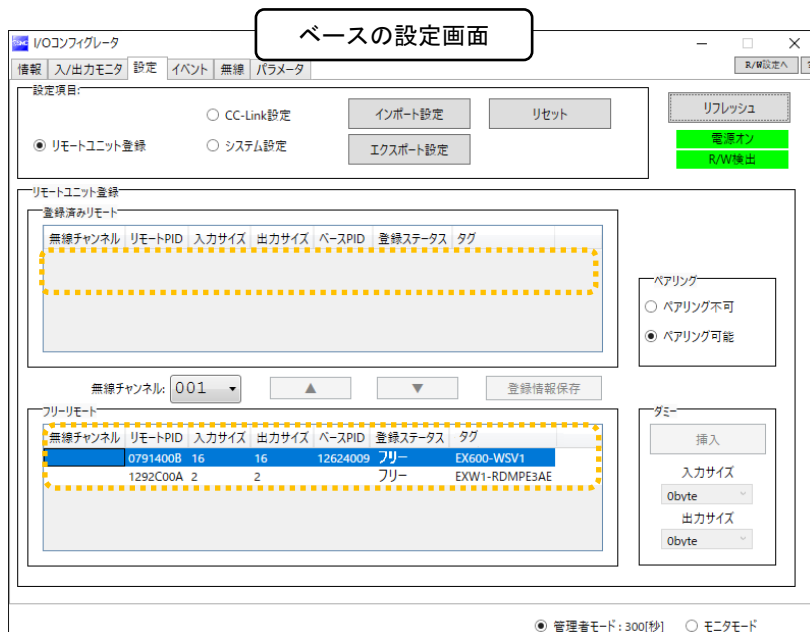 ベースの設定画面
I/Oコンフィグレータ
情報 入/出力モニタ 設定 イベント 無線 パラメータ
R/W設定へ
設定項目:
CC-Link設定
インポート設定
リセット
リフレッシュ
リモートユニット登録
システム設定
エクスポート設定
電源オン
R/W検出
リモートユニット登録
登録済みリモート
無線チャンネル リモートPID 入力サイズ 出力サイズ ベースPID 登録ステータス タグ
ペアリング
ペアリング不可
ペアリング可能
無線チャンネル: 001 ▲ ▼ 登録情報保存
フリーリモート
無線チャンネル リモートPID 入力サイズ 出力サイズ ベースPID 登録ステータス タグ
0791400B 16 16 12624009 フリー EX600-WSV1
1292C00A 2 2 フリー EXW1-RDMPE3AE
ダミー
挿入
入力サイズ
0byte
出力サイズ
0byte
管理者モード : 300[秒] モニタモード